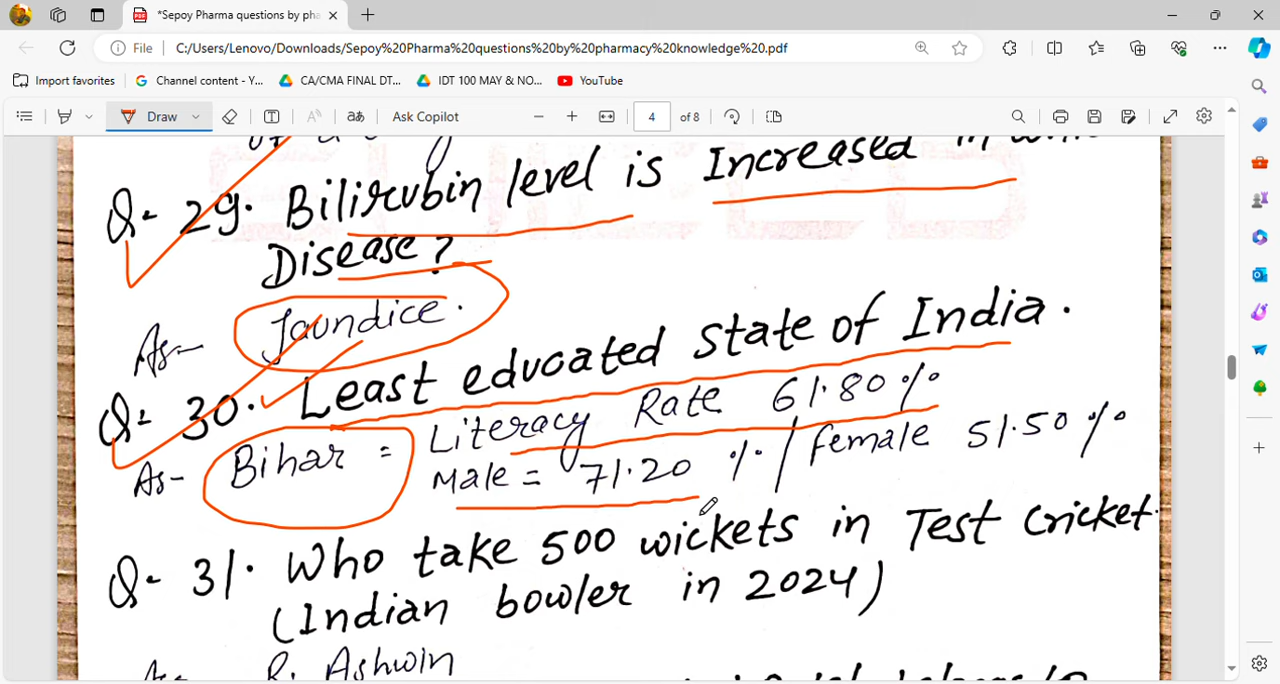 *Sepoy Pharma questions by pha
File C:/Users/Lenovo/Downloads/Sepoy%20Pharma%20questions%20by%20pharmacy%20knowledge%20.pdf
Import favorites Channel content - Y... CA/CMA FINAL DT... IDT 100 MAY & NO... YouTube
Draw aあ Ask Copilot 4 of 8
Q- 29. Bilirubin level is Increased in
Disease?
As- Jaundice.
Q- 30. Least educated state of India.
As- Bihar = Literacy Rate 61.80%
Male = 71.20 % / female 51.50 %
Q- 31. Who take 500 wickets in Test cricket.
(Indian bowler in 2024)
R. Ashwin